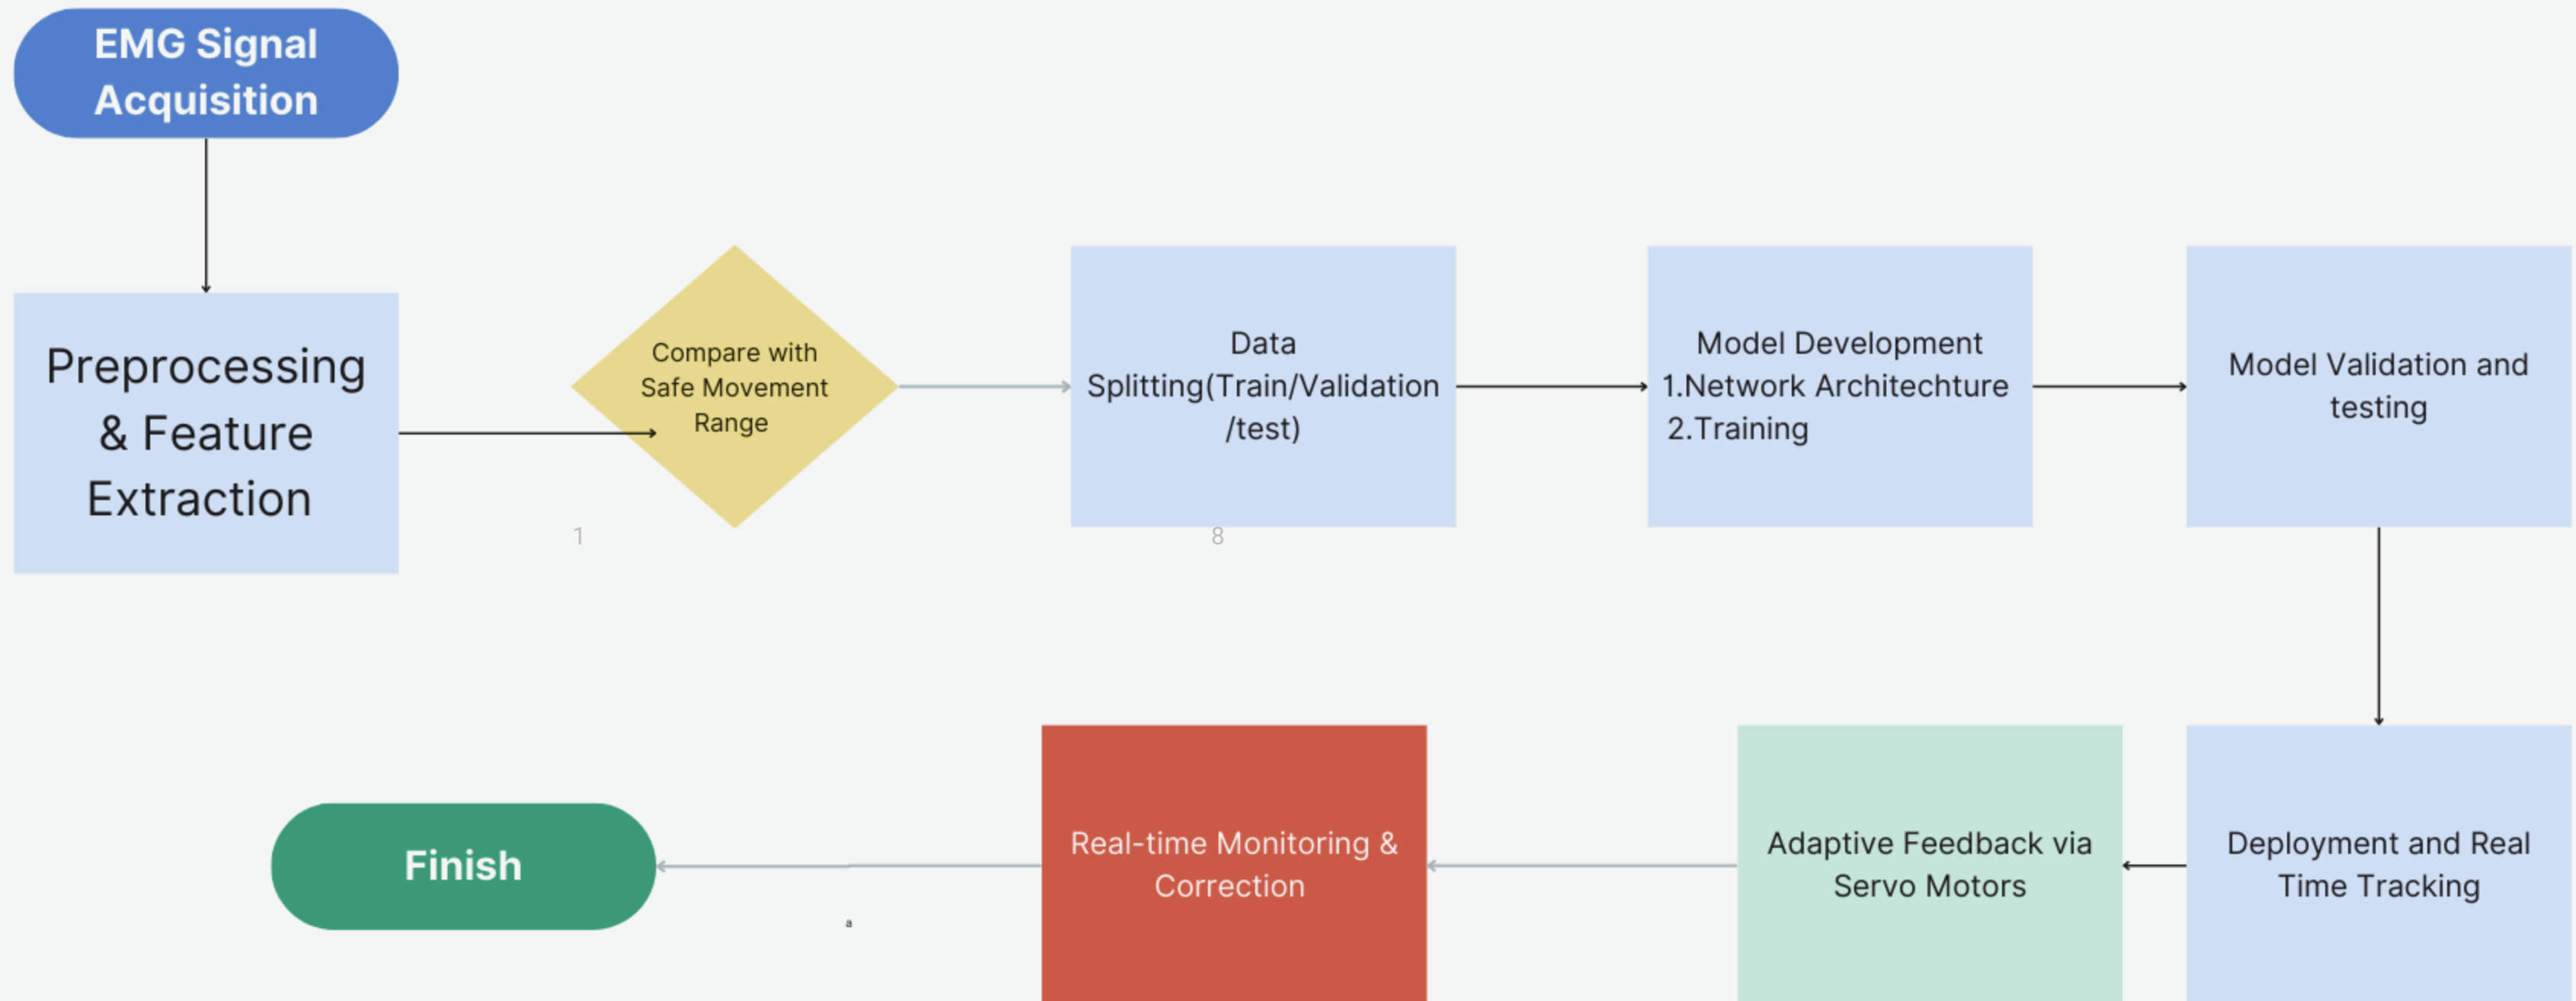 EMG Signal
Acquisition
Preprocessing
& Feature
Extraction
Compare with
Safe Movement
Range
Data
Splitting(Train/Validation
/test)
Model Development
1.Network Architechture
2.Training
Model Validation and
testing
1
8
Finish
Real-time Monitoring &
Correction
Adaptive Feedback via
Servo Motors
Deployment and Real
Time Tracking
a